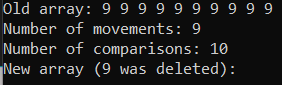 Old array: 9 9 9 9 9 9 9 9 9 9
Number of movements: 9
Number of comparisons: 10
New array (9 was deleted):